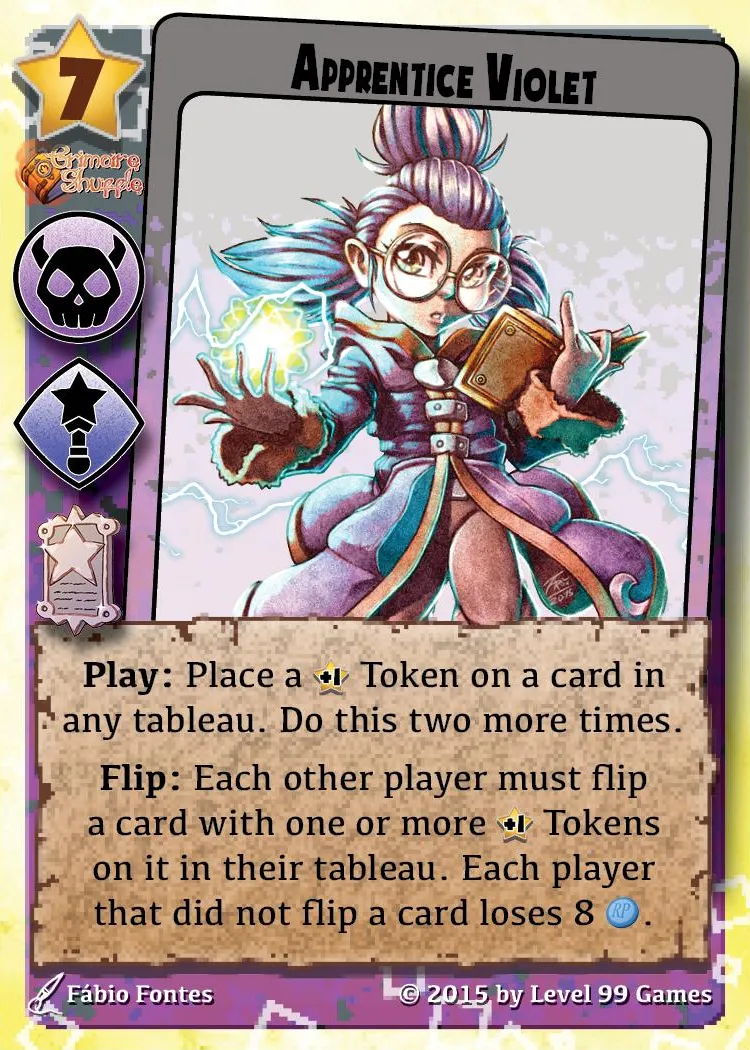 7
Apprentice Violet
Grimoire
Shuffle
Play: Place a +1 Token on a card in
any tableau. Do this two more times.
Flip: Each other player must flip
a card with one or more +1 Tokens
on it in their tableau. Each player
that did not flip a card loses 8 RP.
Fábio Fontes
© 2015 by Level 99 Games